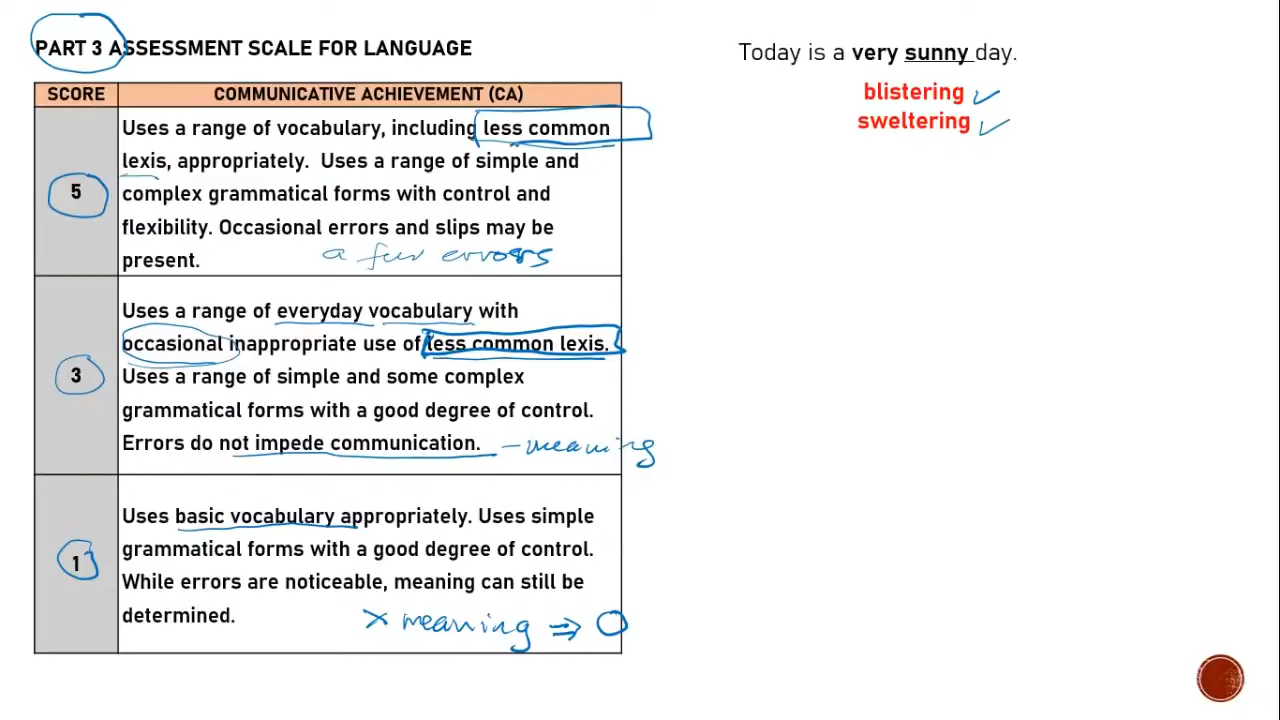 PART 3 ASSESSMENT SCALE FOR LANGUAGE
SCORE
COMMUNICATIVE ACHIEVEMENT (CA)
5
Uses a range of vocabulary, including less common
lexis, appropriately. Uses a range of simple and
complex grammatical forms with control and
flexibility. Occasional errors and slips may be
present.
a few errors
3
Uses a range of everyday vocabulary with
occasional inappropriate use of less common lexis.
Uses a range of simple and some complex
grammatical forms with a good degree of control.
Errors do not impede communication.
– meaning
1
Uses basic vocabulary appropriately. Uses simple
grammatical forms with a good degree of control.
While errors are noticeable, meaning can still be
determined.
× meaning ⇒ 0
Today is a very sunny day.
blistering ✓
sweltering ✓